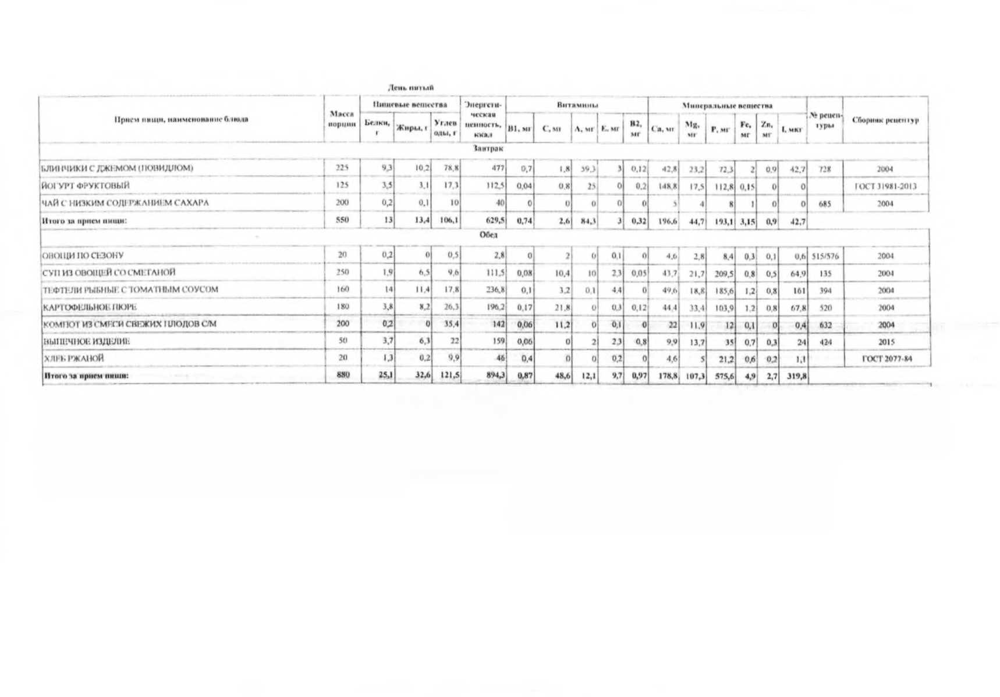 День пятый
Прием пищи, наименование блюда Масса порции Пищевые вещества Энергети-ческая ценность, ккал Витамины Минеральные вещества № рецеп-туры Сборник рецептур
Белки, г Жиры, г Углеводы, г B1, мг C, мг A, мг E, мг B2, мг Ca, мг Mg, мг P, мг Fe, мг Zn, мг I, мкг
Завтрак
БЛИНЧИКИ С ДЖЕМОМ (ПОВИДЛОМ) 225 9,3 10,2 78,8 477 0,7 1,8 59,3 3 0,12 42,8 23,2 72,3 2 0,9 42,7 728 2004
ЙОГУРТ ФРУКТОВЫЙ 125 3,5 3,1 17,3 112,5 0,04 0,8 25 0 0,2 148,8 17,5 112,8 0,15 0 0 ГОСТ 31981-2013
ЧАЙ С НИЗКИМ СОДЕРЖАНИЕМ САХАРА 200 0,2 0,1 10 40 0 0 0 0 0 5 4 8 1 0 0 685 2004
Итого за прием пищи: 550 13 13,4 106,1 629,5 0,74 2,6 84,3 3 0,32 196,6 44,7 193,1 3,15 0,9 42,7
Обед
ОВОЩИ ПО СЕЗОНУ 20 0,2 0 0,5 2,8 0 2 0 0,1 0 4,6 2,8 8,4 0,3 0,1 0,6 515/576 2004
СУП ИЗ ОВОЩЕЙ СО СМЕТАНОЙ 250 1,9 6,5 9,6 111,5 0,08 10,4 10 2,3 0,05 43,7 21,7 209,5 0,8 0,5 64,9 135 2004
ТЕФТЕЛИ РЫБНЫЕ С ТОМАТНЫМ СОУСОМ 160 14 11,4 17,8 236,8 0,1 3,2 0,1 4,4 0 49,6 18,8 185,6 1,2 0,8 161 394 2004
КАРТОФЕЛЬНОЕ ПЮРЕ 180 3,8 8,2 26,3 196,2 0,17 21,8 0 0,3 0,12 44,4 33,4 103,9 1,2 0,8 67,8 520 2004
КОМПОТ ИЗ СМЕСИ СВЕЖИХ ПЛОДОВ С/М 200 0,2 0 35,4 142 0,06 11,2 0 0,1 0 22 11,9 12 0,1 0 0,4 632 2004
ВЫПЕЧНОЕ ИЗДЕЛИЕ 50 3,7 6,3 22 159 0,06 0 2 2,3 0,8 9,9 13,7 35 0,7 0,3 24 424 2015
ХЛЕБ РЖАНОЙ 20 1,3 0,2 9,9 46 0,4 0 0 0,2 0 4,6 5 21,2 0,6 0,2 1,1 ГОСТ 2077-84
Итого за прием пищи: 880 25,1 32,6 121,5 894,3 0,87 48,6 12,1 9,7 0,97 178,8 107,3 575,6 4,9 2,7 319,8